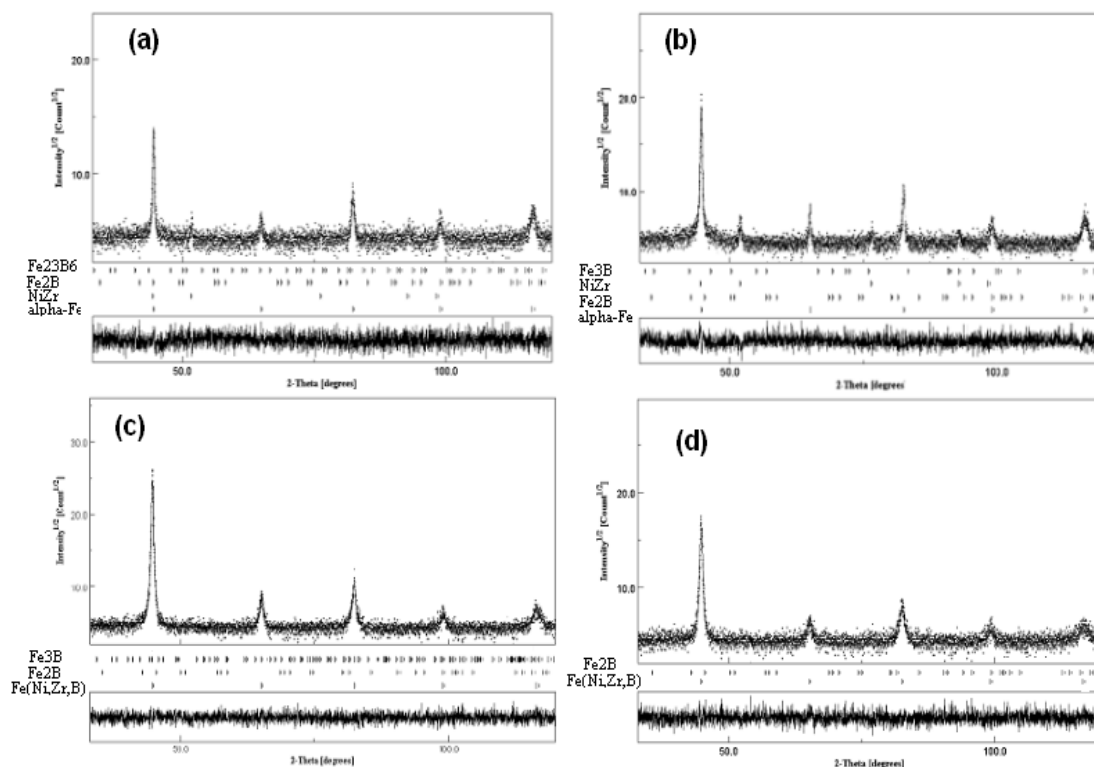 (a)
Intensity^1/2 [Count^1/2]
20.0
10.0
Fe23B6
Fe2B
NiZr
alpha-Fe
50.0
100.0
2-Theta [degrees]
(b)
Intensity^1/2 [Count^1/2]
20.0
10.0
Fe3B
NiZr
Fe2B
alpha-Fe
50.0
100.0
2-Theta [degrees]
(c)
Intensity^1/2 [Count^1/2]
30.0
20.0
10.0
Fe3B
Fe2B
Fe(Ni,Zr,B)
50.0
100.0
2-Theta [degrees]
(d)
Intensity^1/2 [Count^1/2]
20.0
10.0
Fe2B
Fe(Ni,Zr,B)
50.0
100.0
2-Theta [degrees]